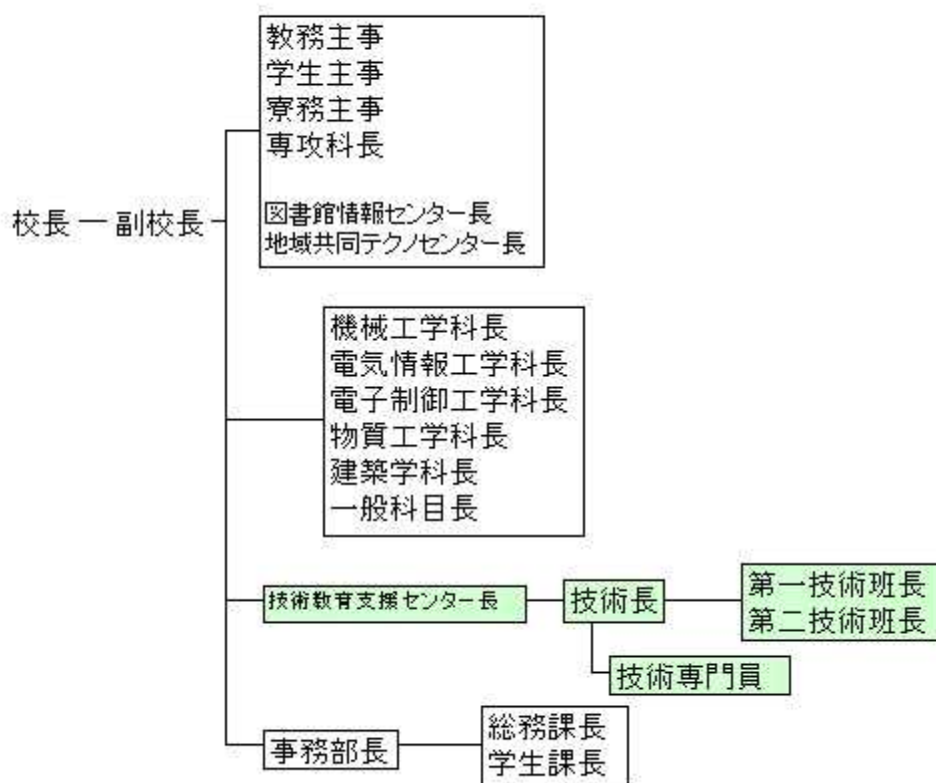 教務主事
学生主事
寮務主事
専攻科長
図書館情報センター長
地域共同テクノセンター長
校長 ― 副校長
機械工学科長
電気情報工学科長
電子制御工学科長
物質工学科長
建築学科長
一般科目長
技術教育支援センター長
技術長
第一技術班長
第二技術班長
技術専門員
事務部長
総務課長
学生課長